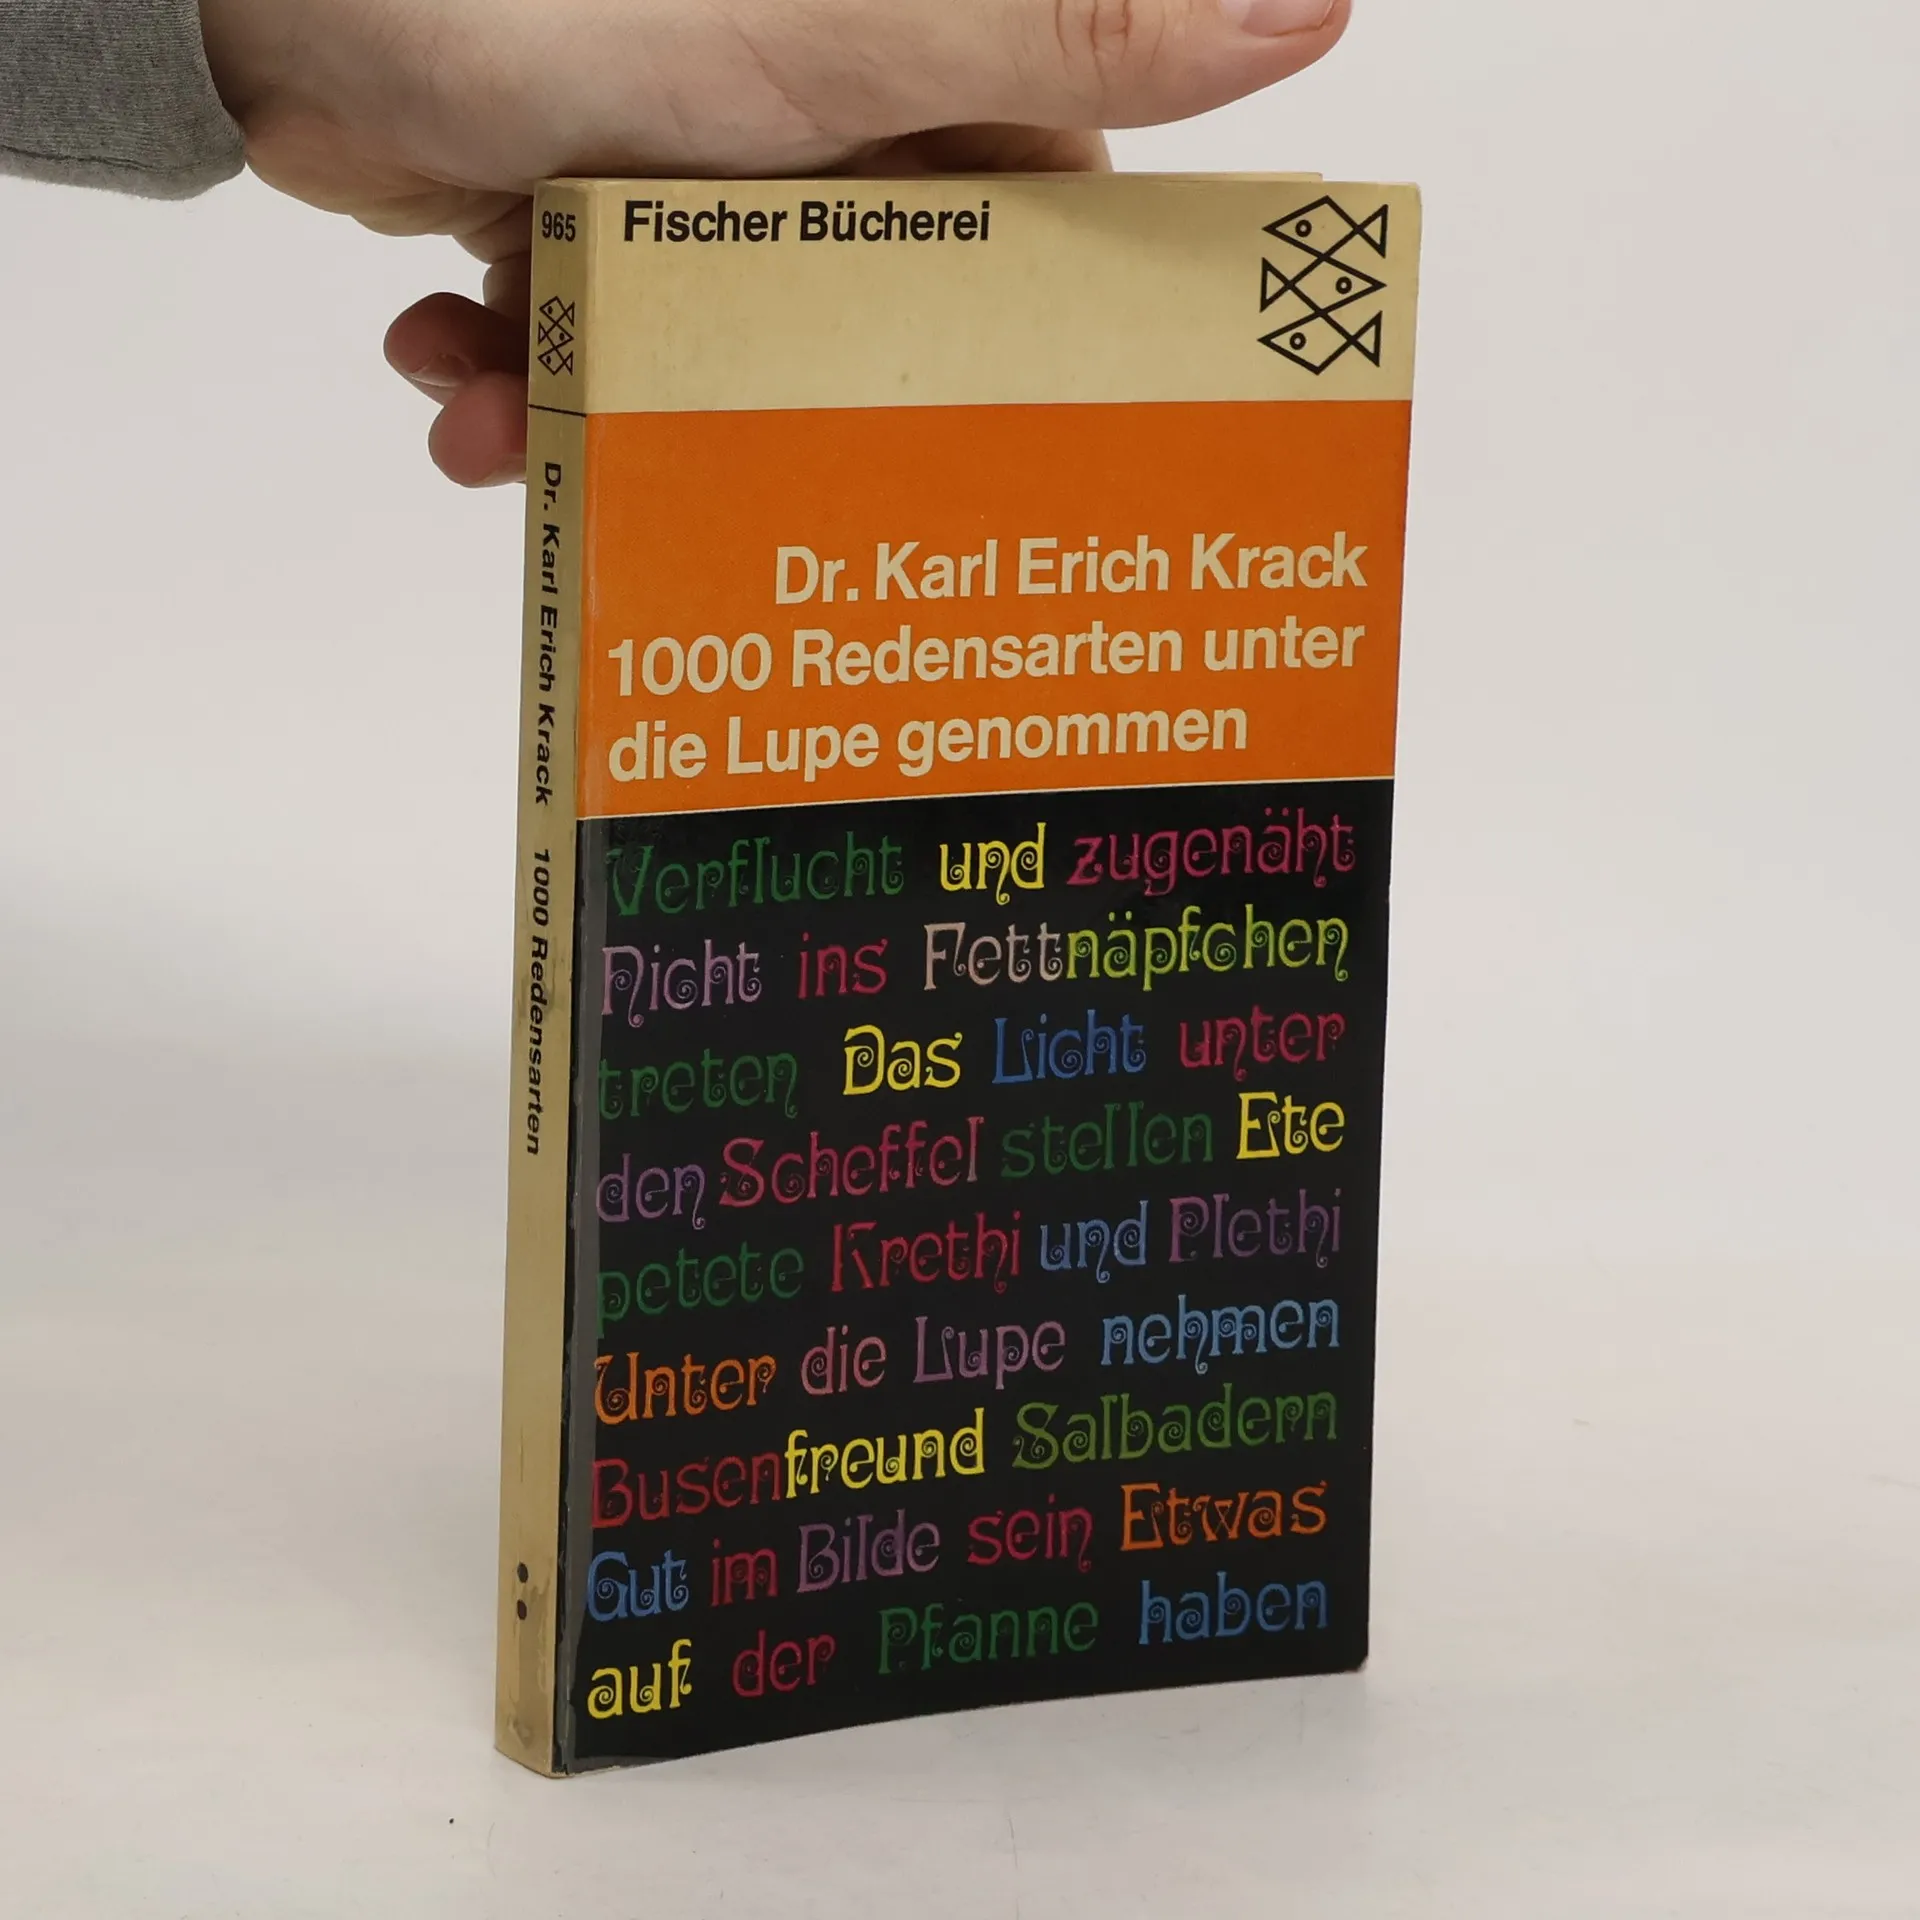 965
Dr. Karl Erich Krack 1000 Redensarten
Fischer Bücherei
Dr. Karl Erich Krack
1000 Redensarten unter
die Lupe genommen
Verflucht und zugenäht
Nicht ins Fettnäpfchen
treten Das Licht unter
den Scheffel stellen Ete
petete Krethi und Plethi
Unter die Lupe nehmen
Busenfreund Salbadern
Gut im Bilde sein Etwas
auf der Pfanne haben